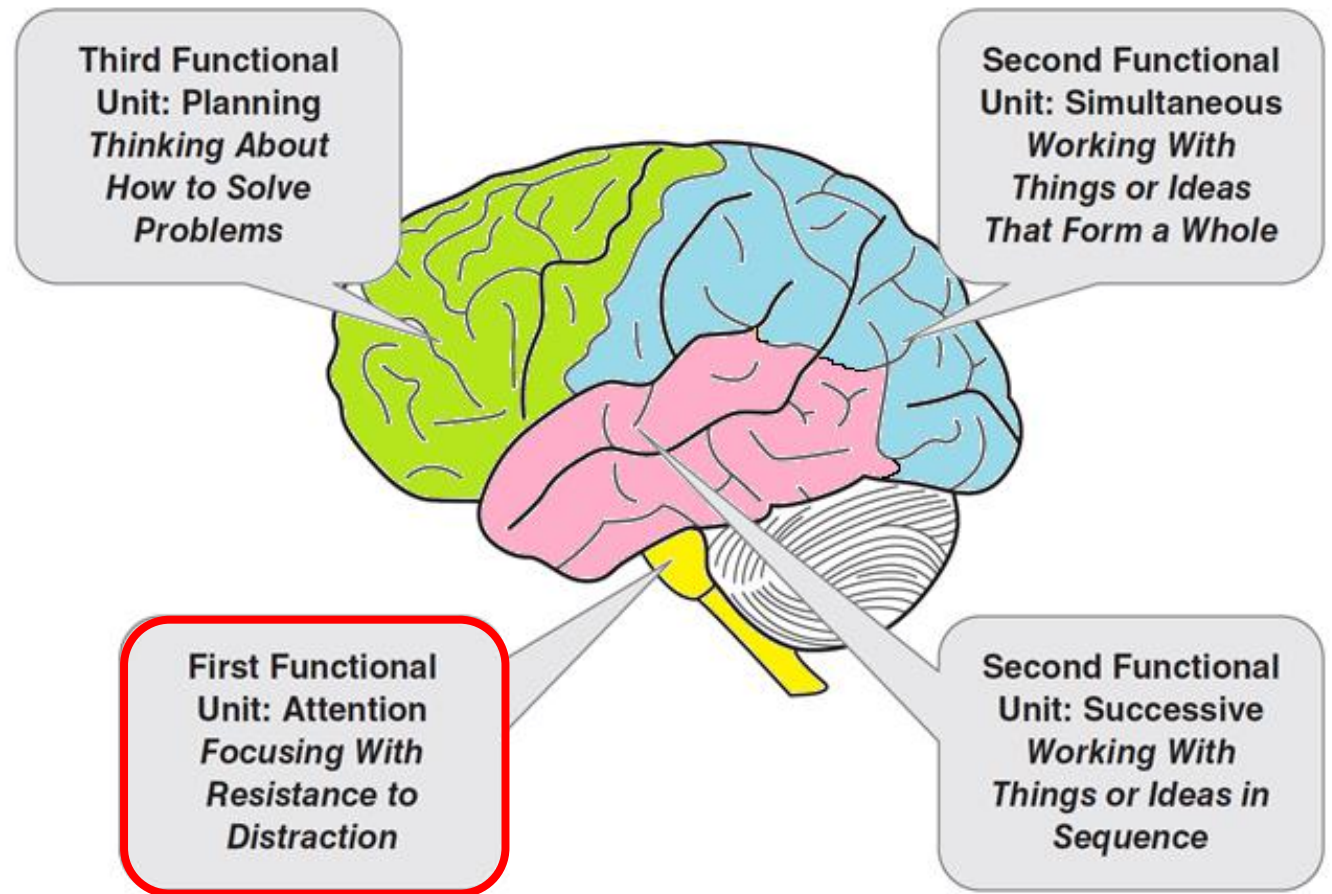 Third Functional
Unit: Planning
Thinking About
How to Solve
Problems
Second Functional
Unit: Simultaneous
Working With
Things or Ideas
That Form a Whole
First Functional
Unit: Attention
Focusing With
Resistance to
Distraction
Second Functional
Unit: Successive
Working With
Things or Ideas in
Sequence